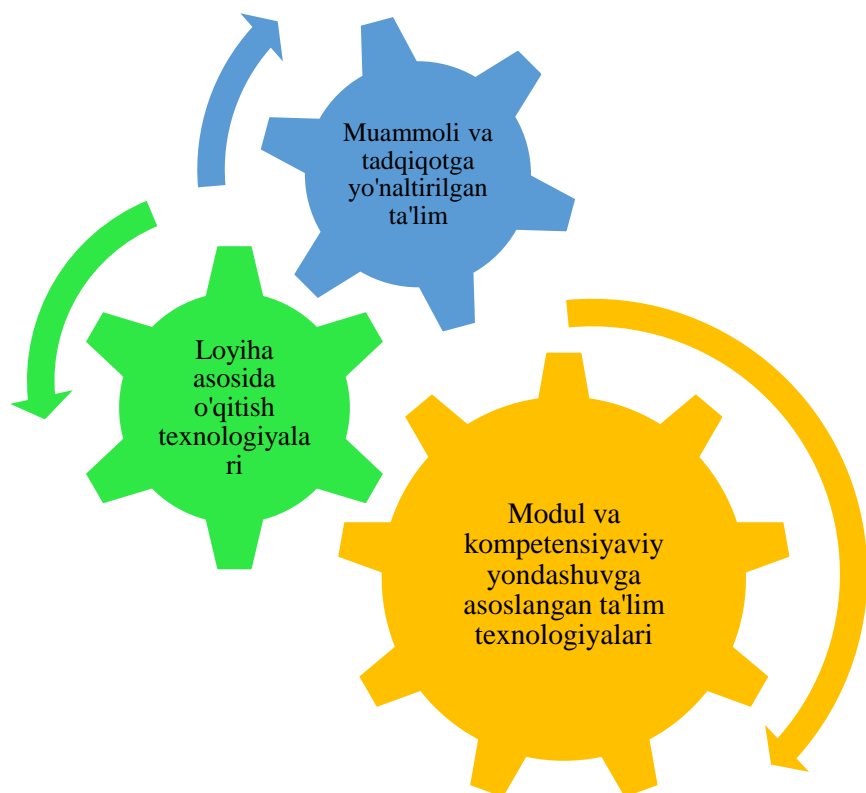 Muammoli va
tadqiqotga
yo'naltirilgan
ta'lim
Loyiha
asosida
o'qitish
texnologiyala
ri
Modul va
kompetensiyaviy
yondashuvga
asoslangan ta'lim
texnologiyalari